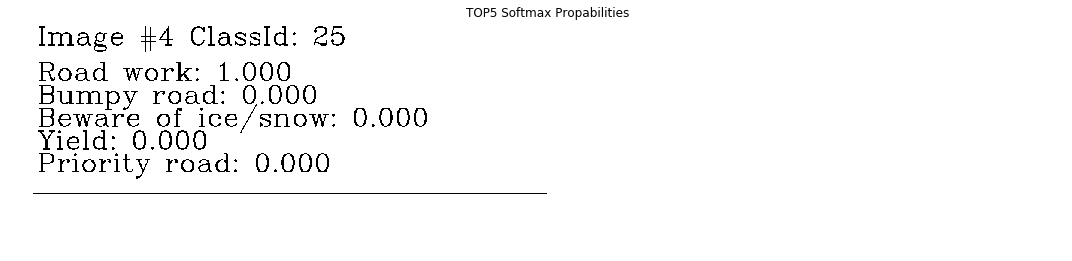 TOP5 Softmax Propabilities
Image #4 ClassId: 25
Road work: 1.000
Bumpy road: 0.000
Beware of ice/snow: 0.000
Yield: 0.000
Priority road: 0.000